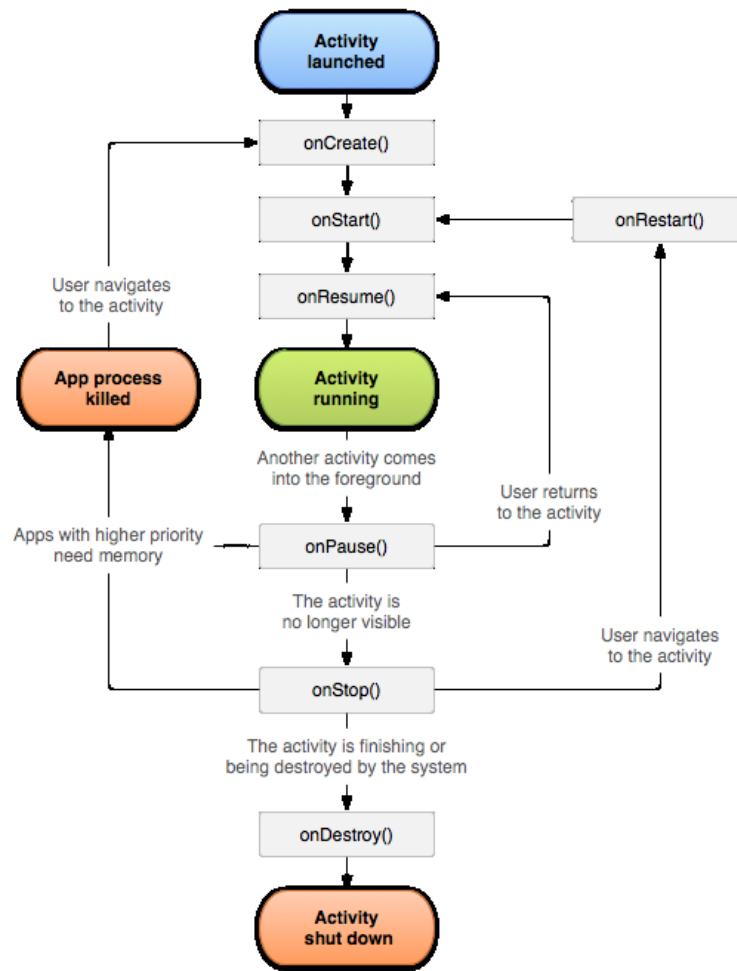 Activity
launched
onCreate()
onStart()
onRestart()
User navigates
to the activity
onResume()
App process
killed
Activity
running
Another activity comes
into the foreground
User returns
to the activity
Apps with higher priority
need memory
onPause()
The activity is
no longer visible
User navigates
to the activity
onStop()
The activity is finishing or
being destroyed by the system
onDestroy()
Activity
shut down